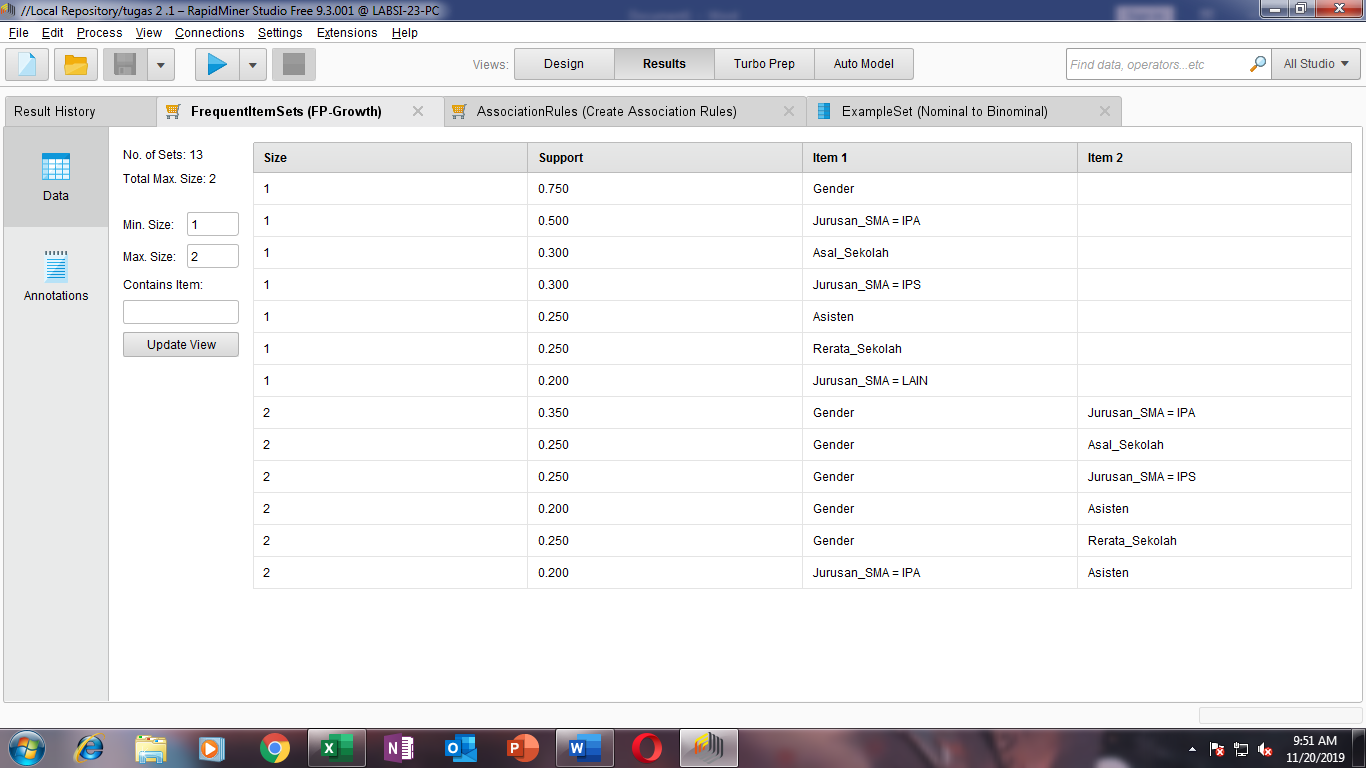 //Local Repository/tugas 2 .1 – RapidMiner Studio Free 9.3.001 @ LABSI-23-PC
File Edit Process View Connections Settings Extensions Help
Views: Design Results Turbo Prep Auto Model Find data, operators...etc All Studio
Result History FrequentItemSets (FP-Growth) AssociationRules (Create Association Rules) ExampleSet (Nominal to Binominal)
Data
Annotations
No. of Sets: 13
Total Max. Size: 2
Min. Size: 1
Max. Size: 2
Contains Item:
Update View
Size Support Item 1 Item 2
1 0.750 Gender
1 0.500 Jurusan_SMA = IPA
1 0.300 Asal_Sekolah
1 0.300 Jurusan_SMA = IPS
1 0.250 Asisten
1 0.250 Rerata_Sekolah
1 0.200 Jurusan_SMA = LAIN
2 0.350 Gender Jurusan_SMA = IPA
2 0.250 Gender Asal_Sekolah
2 0.250 Gender Jurusan_SMA = IPS
2 0.200 Gender Asisten
2 0.250 Gender Rerata_Sekolah
2 0.200 Jurusan_SMA = IPA Asisten
9:51 AM
11/20/2019